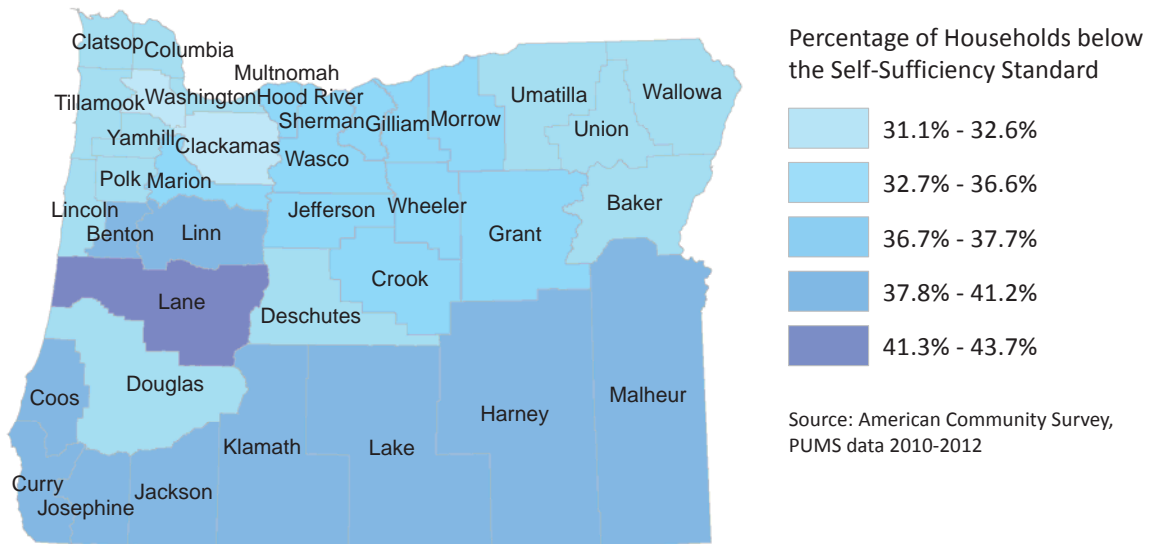 Clatsop
Columbia
Multnomah
Tillamook
Washington
Hood River
Umatilla
Wallowa
Sherman
Gilliam
Morrow
Yamhill
Clackamas
Union
Wasco
Polk
Marion
Lincoln
Jefferson
Wheeler
Baker
Benton
Linn
Grant
Crook
Lane
Deschutes
Douglas
Coos
Malheur
Harney
Klamath
Lake
Curry
Jackson
Josephine
Percentage of Households below
the Self-Sufficiency Standard
31.1% - 32.6%
32.7% - 36.6%
36.7% - 37.7%
37.8% - 41.2%
41.3% - 43.7%
Source: American Community Survey,
PUMS data 2010-2012